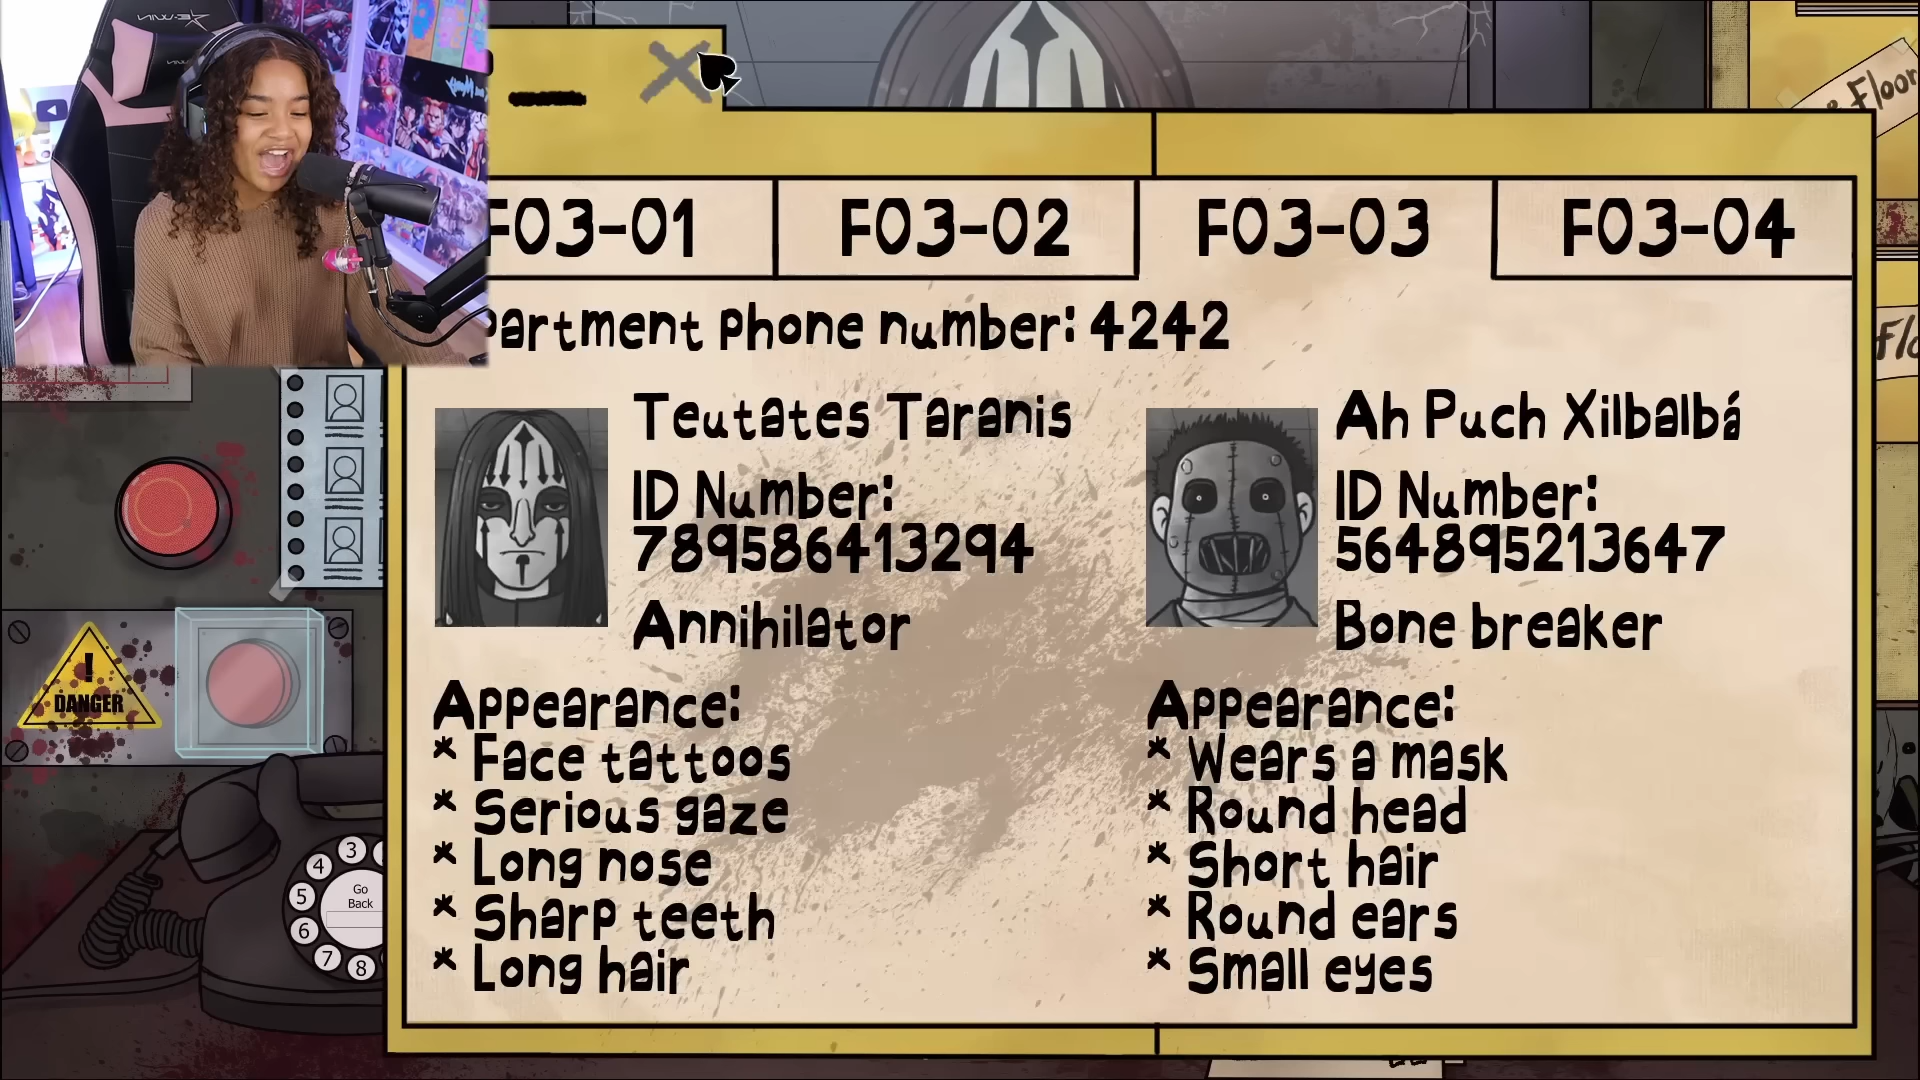 F03-01
F03-02
F03-03
F03-04
partment phone number: 4242
Teutates Taranis
ID Number:
789586413294
Annihilator
Appearance:
* Face tattoos
* Serious gaze
* Long nose
* Sharp teeth
* Long hair
Ah Puch Xilbalbá
ID Number:
564895213647
Bone breaker
Appearance:
* Wears a mask
* Round head
* Short hair
* Round ears
* Small eyes
!
DANGER
3
4
5
6
7
8
Go
Back
Floor
Flo